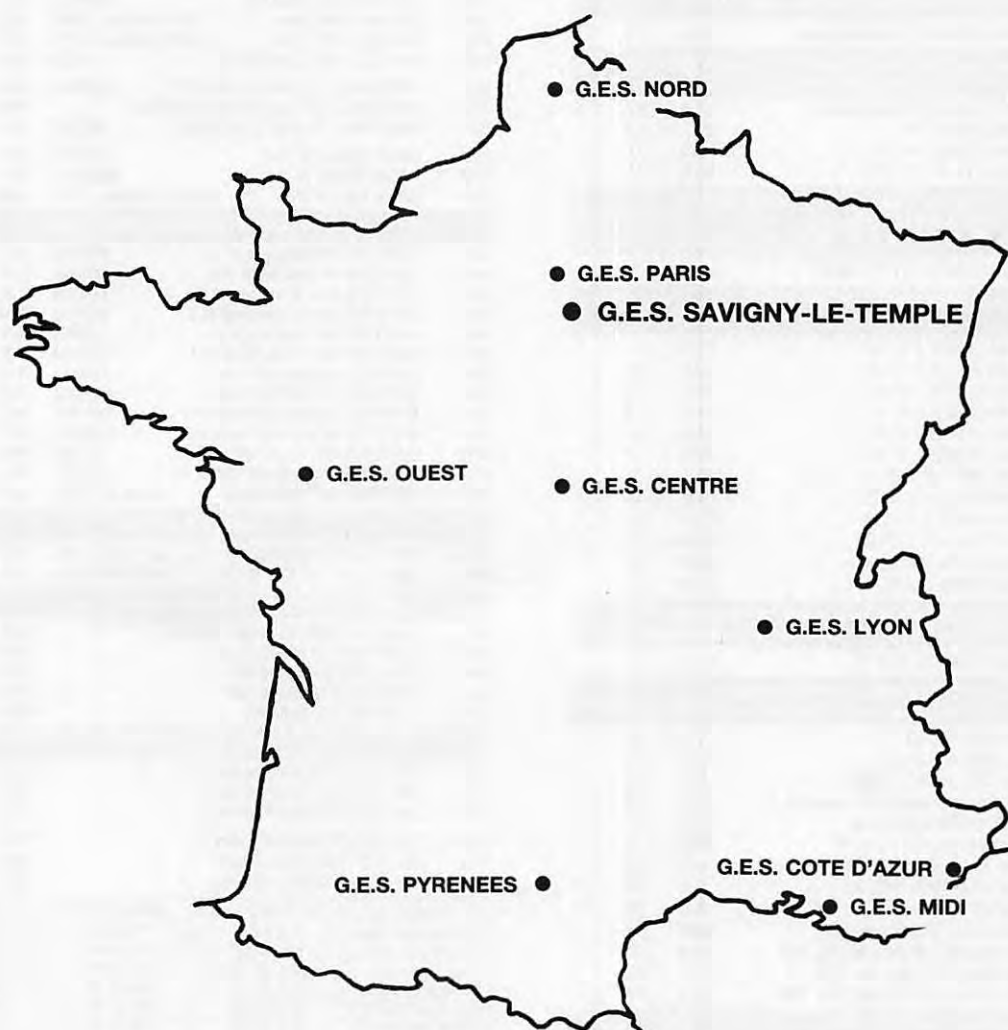 G.E.S. NORD
G.E.S. PARIS
G.E.S. SAVIGNY-LE-TEMPLE
G.E.S. OUEST
G.E.S. CENTRE
G.E.S. LYON
G.E.S. COTE D'AZUR
G.E.S. PYRENEES
G.E.S. MIDI